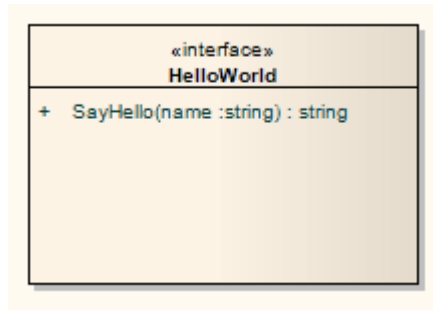 «interface»
HelloWorld
+ SayHello(name :string) : string